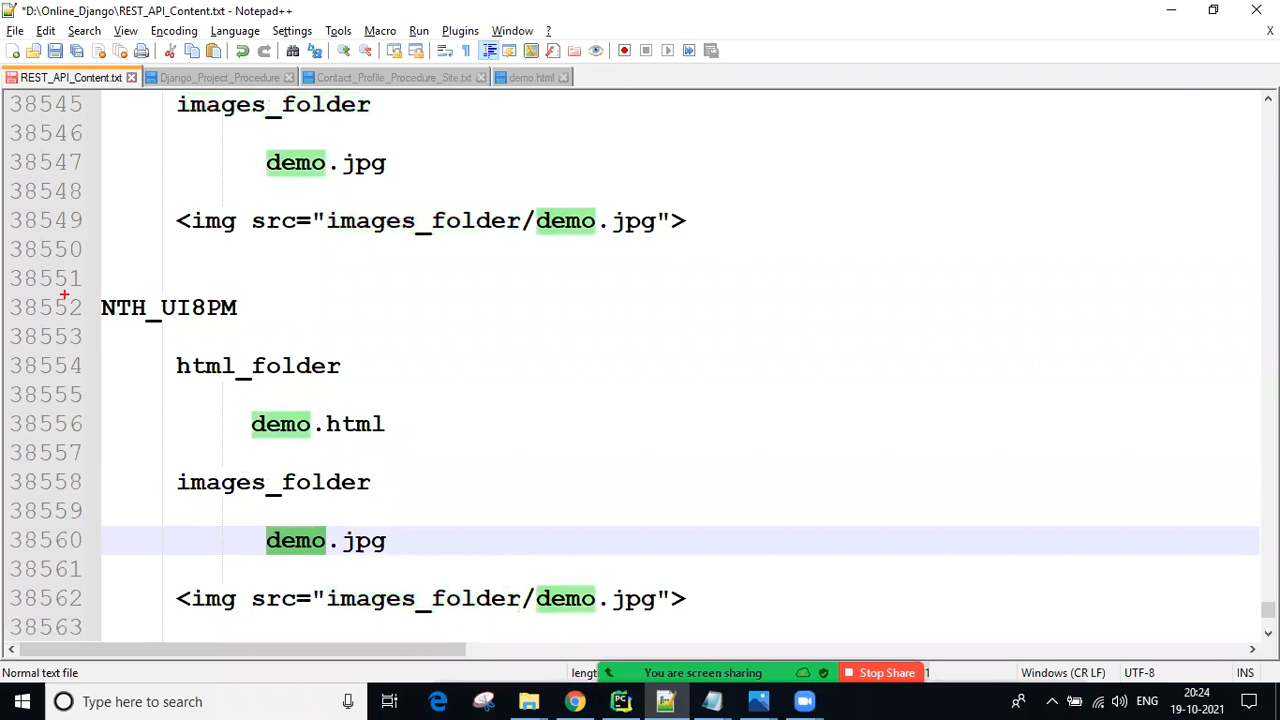 *D:\Online_Django\REST_API_Content.txt - Notepad++
File Edit Search View Encoding Language Settings Tools Macro Run Plugins Window ?
X
REST_API_Content.txt Django_Project_Procedure Contact_Profile_Procedure_Site.txt demo.html
38545 images_folder
38546
38547 demo.jpg
38548
38549 <img src="images_folder/demo.jpg">
38550
38551
38552 NTH_UI8PM
38553
38554 html_folder
38555
38556 demo.html
38557
38558 images_folder
38559
38560 demo.jpg
38561
38562 <img src="images_folder/demo.jpg">
38563
Normal text file lengt You are screen sharing Stop Share 1 Windows (CR LF) UTF-8 INS
Type here to search ENG 20:24
19-10-2021